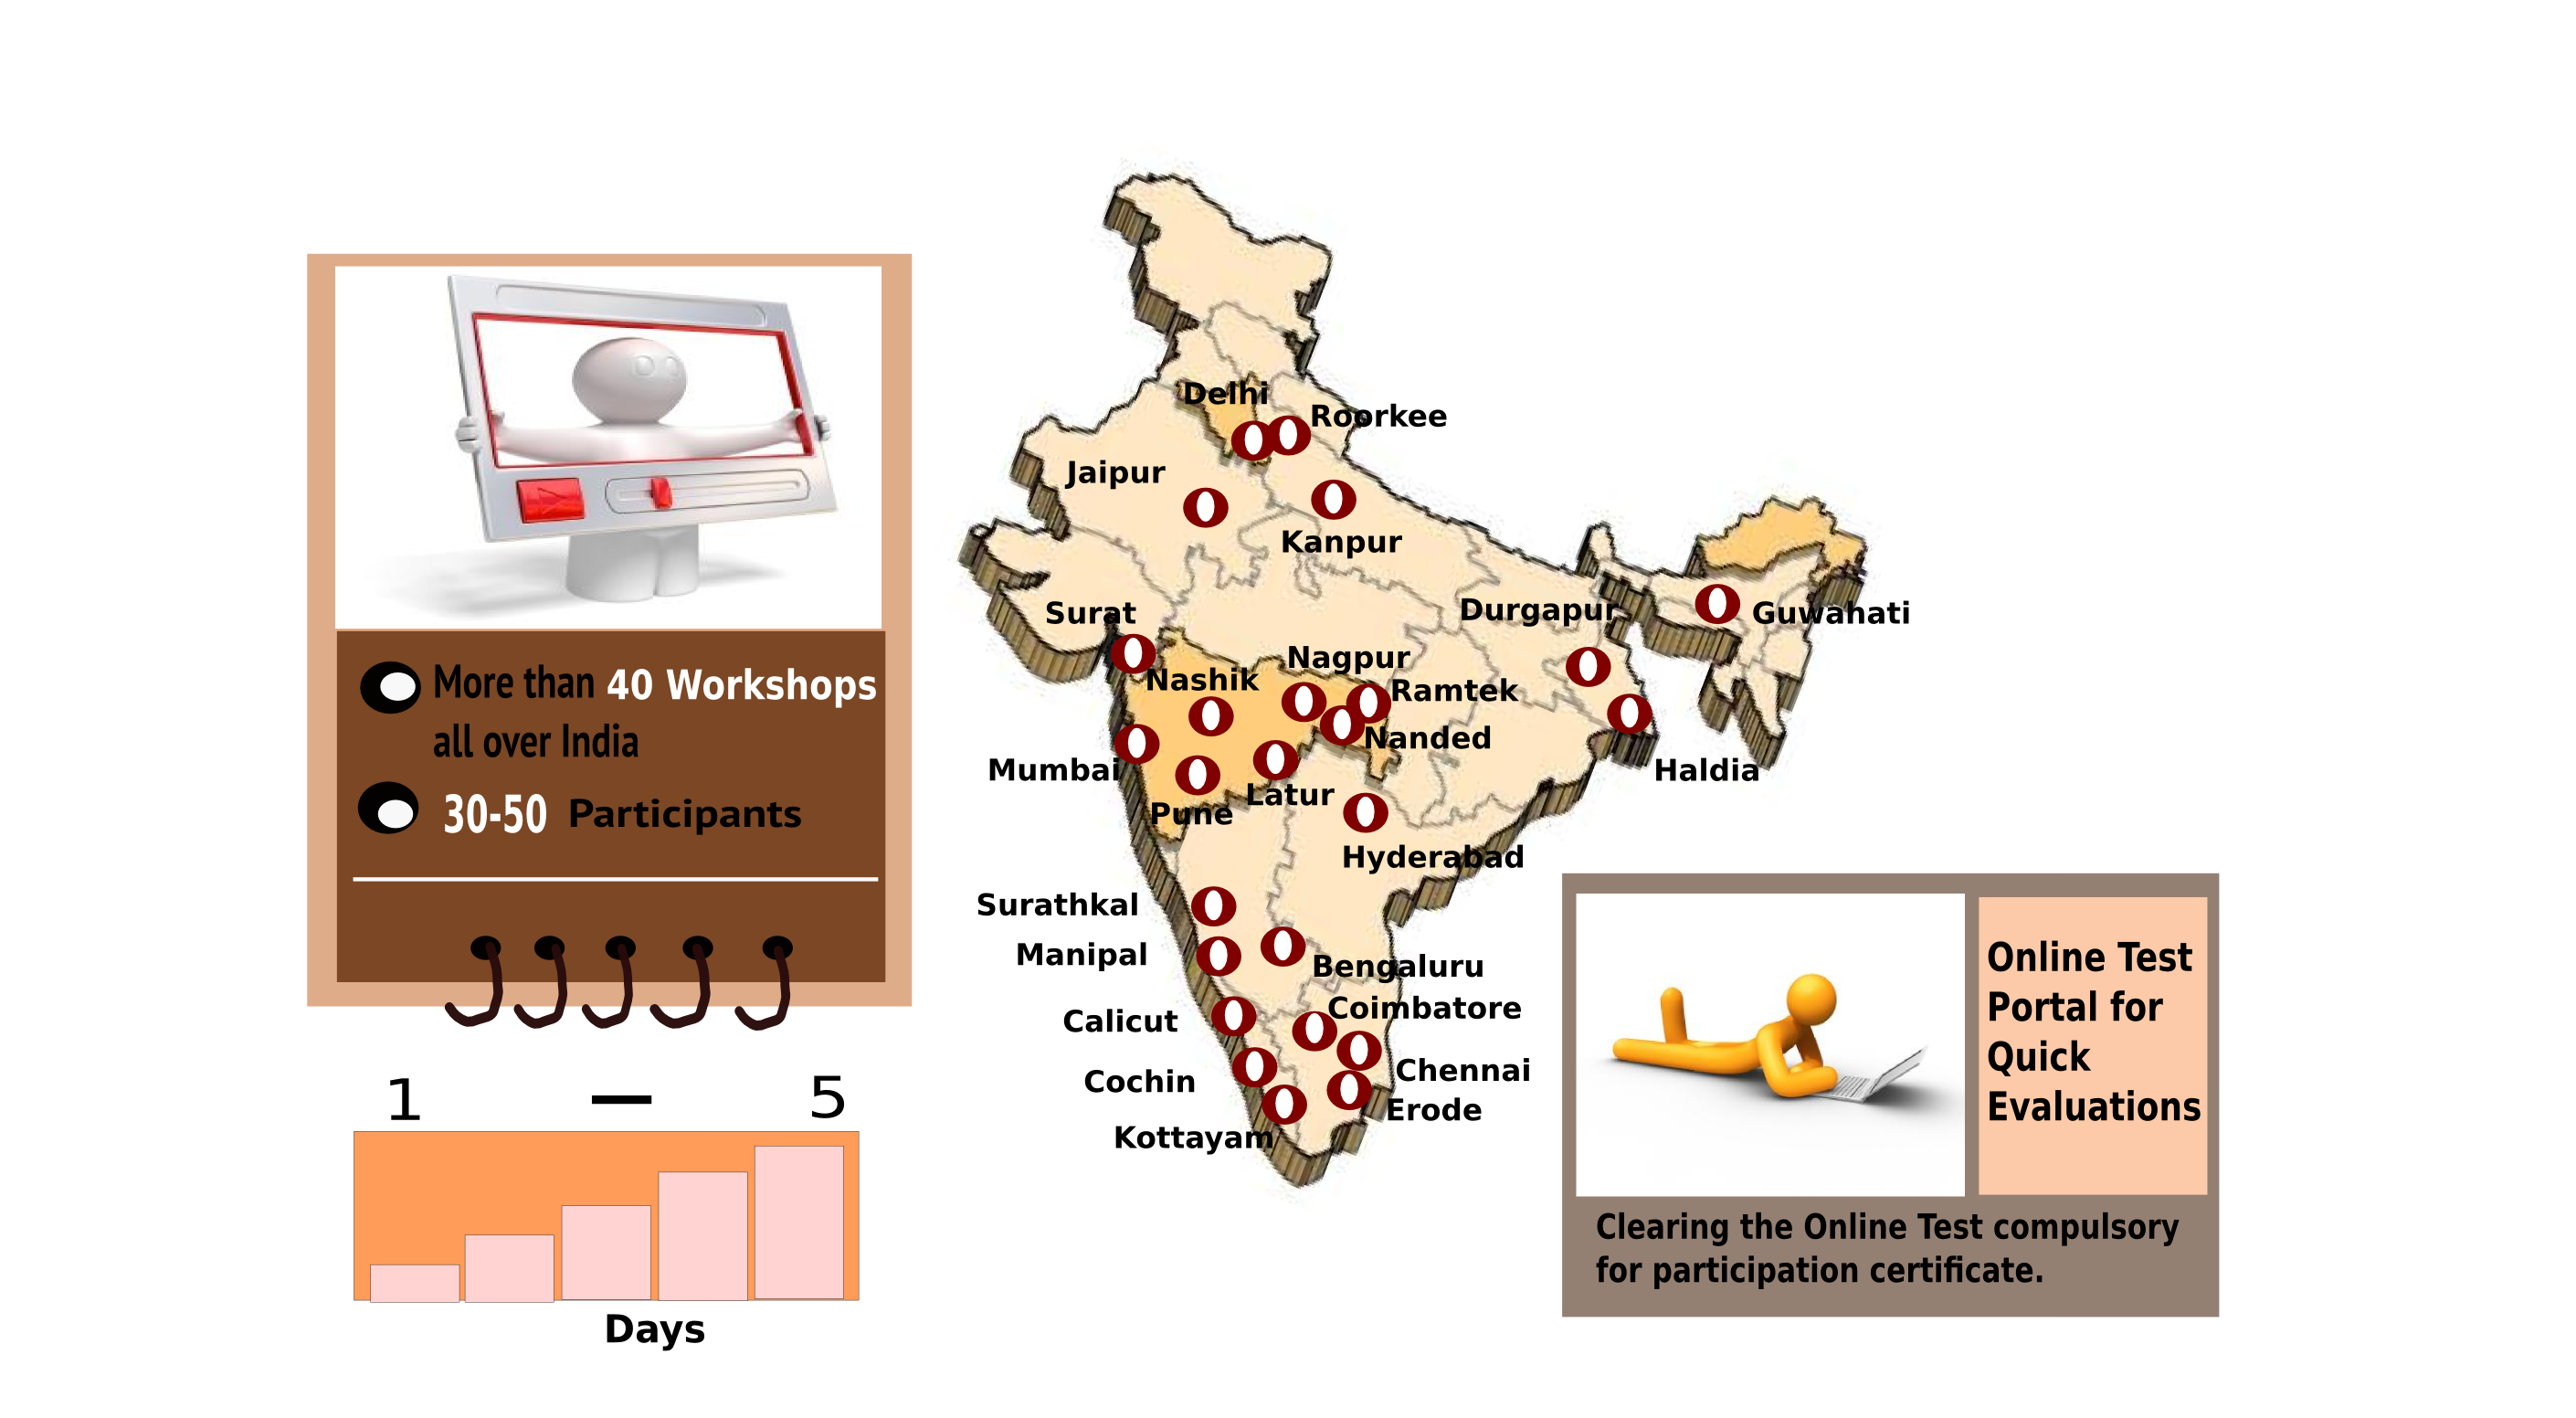 More than 40 Workshops
all over India
30-50 Participants
1 — 5
Days
Delhi
Roorkee
Jaipur
Kanpur
Surat
Durgapur
Guwahati
Nagpur
Nashik
Ramtek
Nanded
Mumbai
Haldia
Latur
Pune
Hyderabad
Surathkal
Manipal
Bengaluru
Coimbatore
Calicut
Chennai
Cochin
Erode
Kottayam
Online Test
Portal for
Quick
Evaluations
Clearing the Online Test compulsory
for participation certificate.